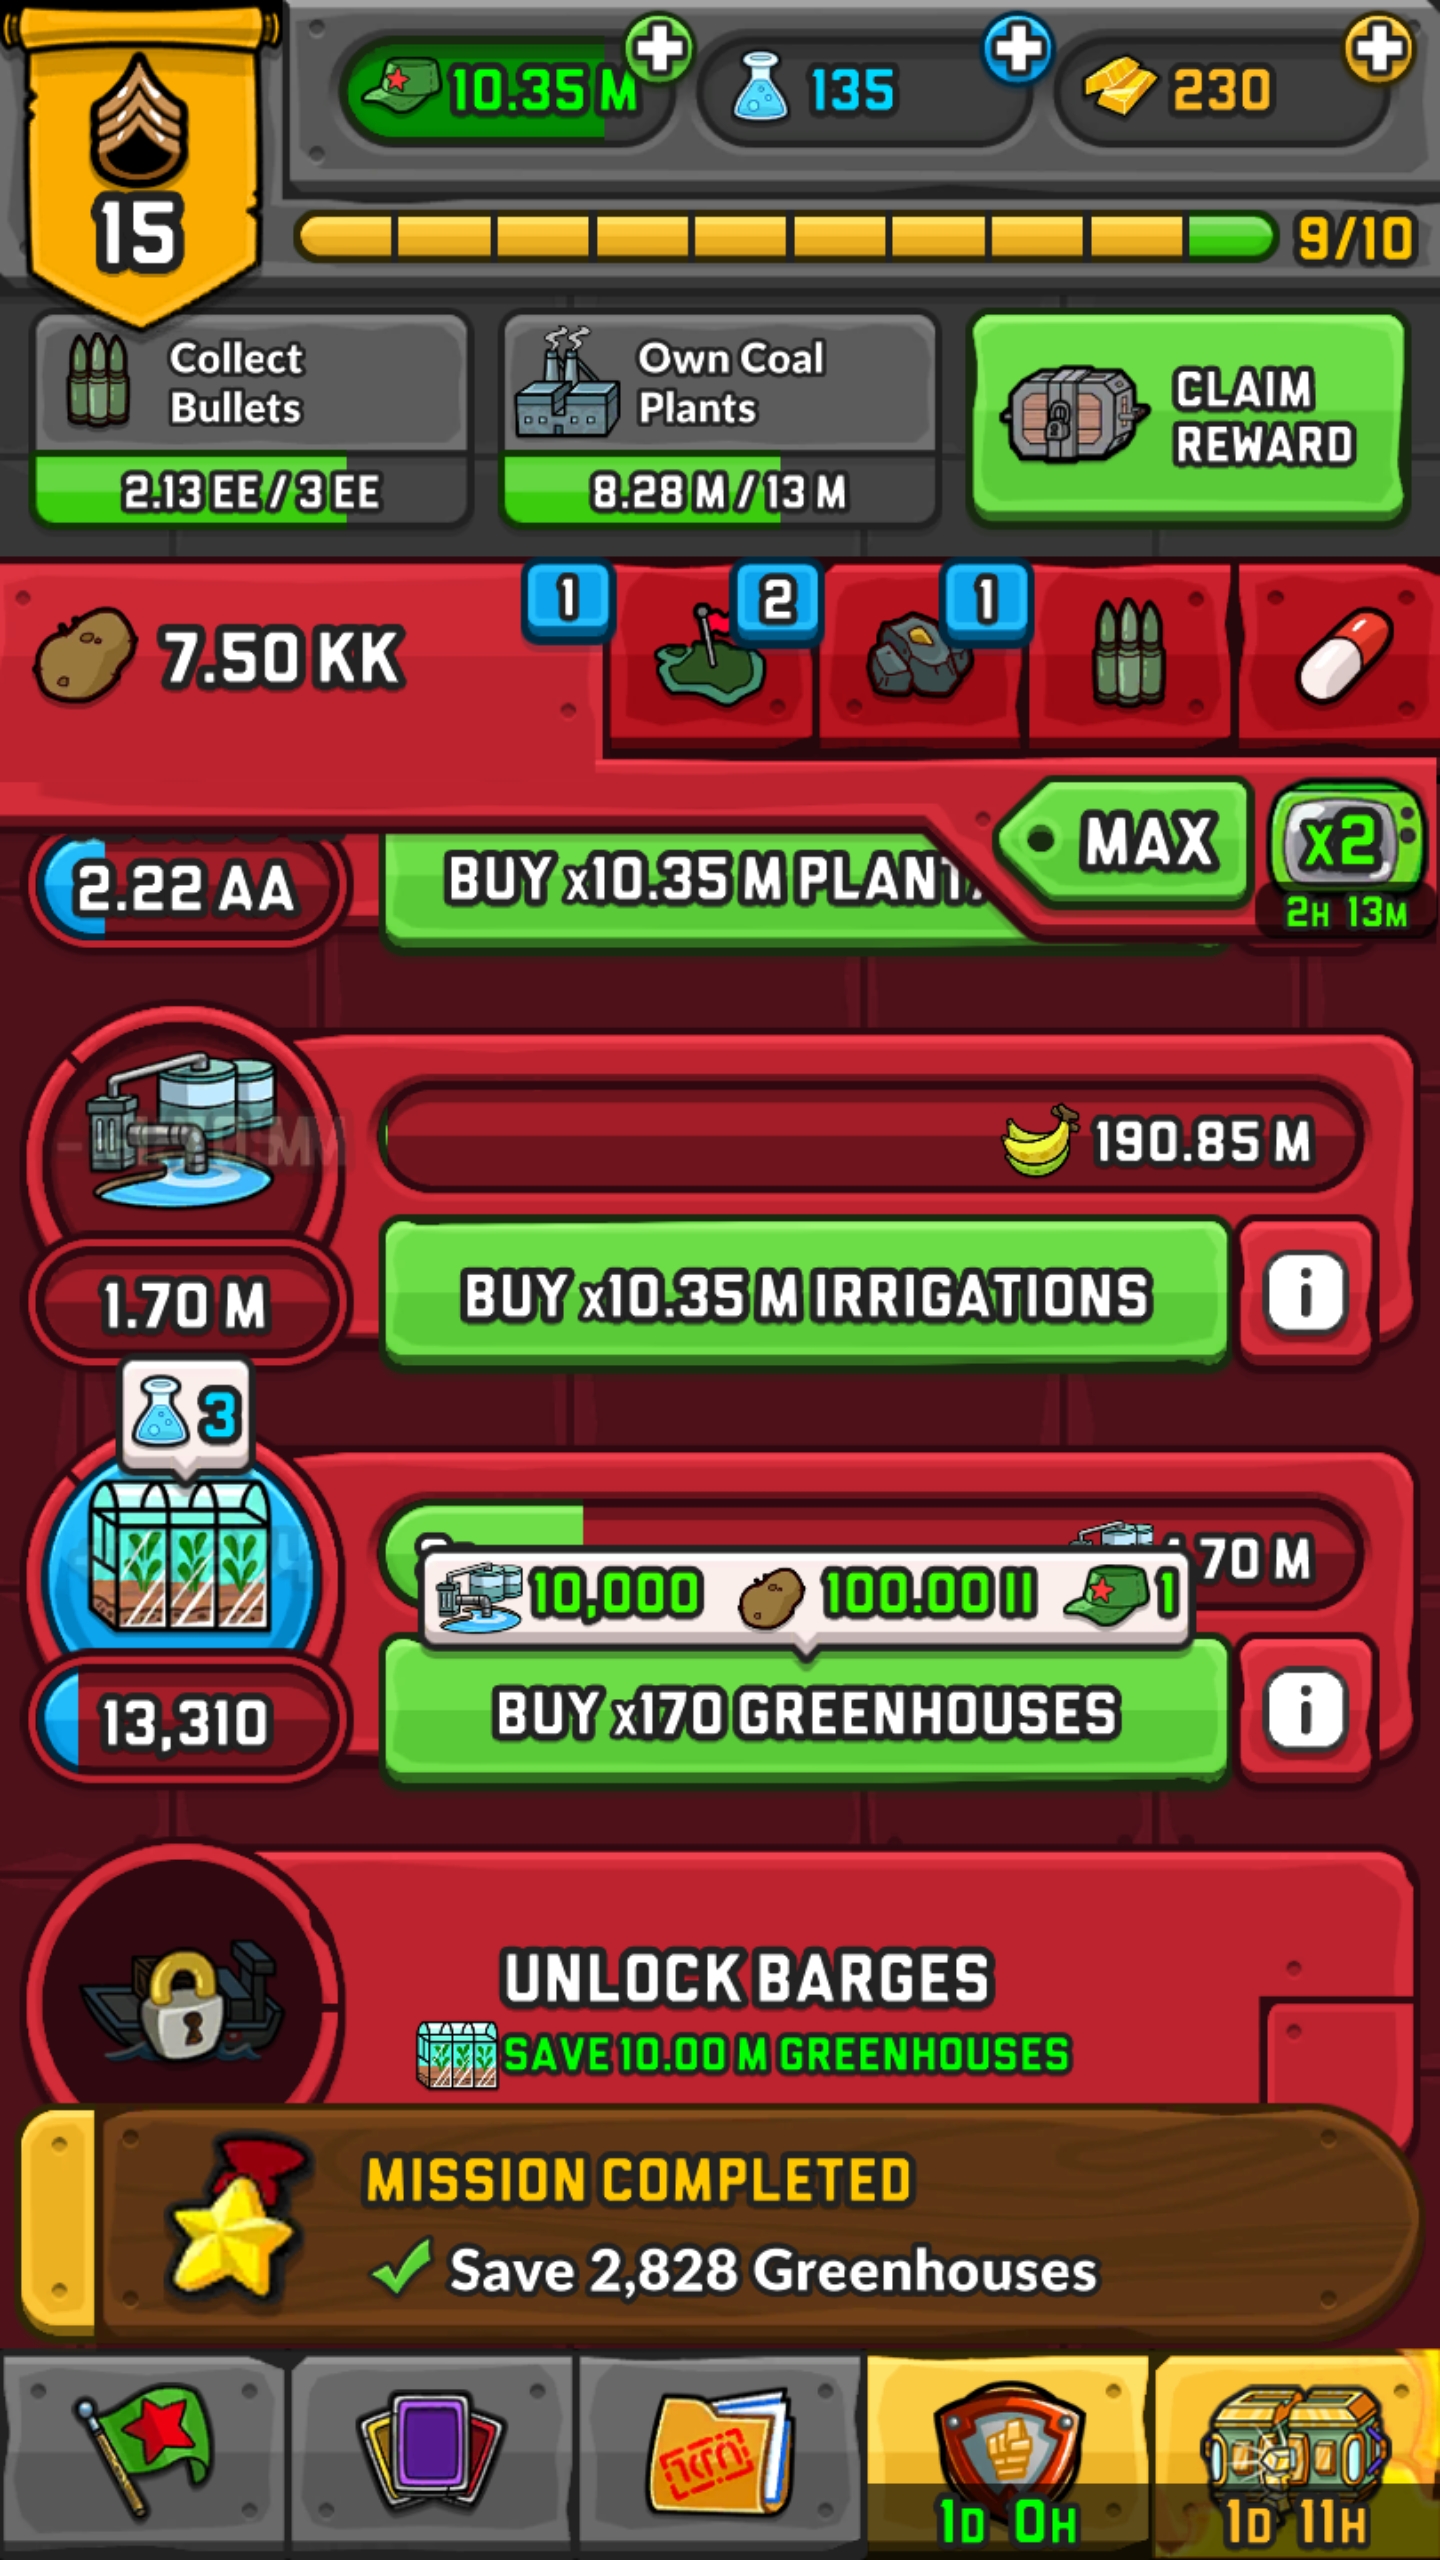 10.35 M
135
230
15
9/10
Collect
Bullets
2.13 EE / 3 EE
Own Coal
Plants
8.28 M / 13 M
CLAIM
REWARD
7.50 KK
1
2
1
MAX
x2
2H 13M
2.22 AA
BUY x10.35 M
190.85 M
1.70 M
BUY x10.35 M IRRIGATIONS
3
70 M
10,000
100.00 II
1
13,310
BUY x170 GREENHOUSES
UNLOCK BARGES
SAVE 10.00 M GREENHOUSES
MISSION COMPLETED
Save 2,828 Greenhouses
1D 0H
1D 11H